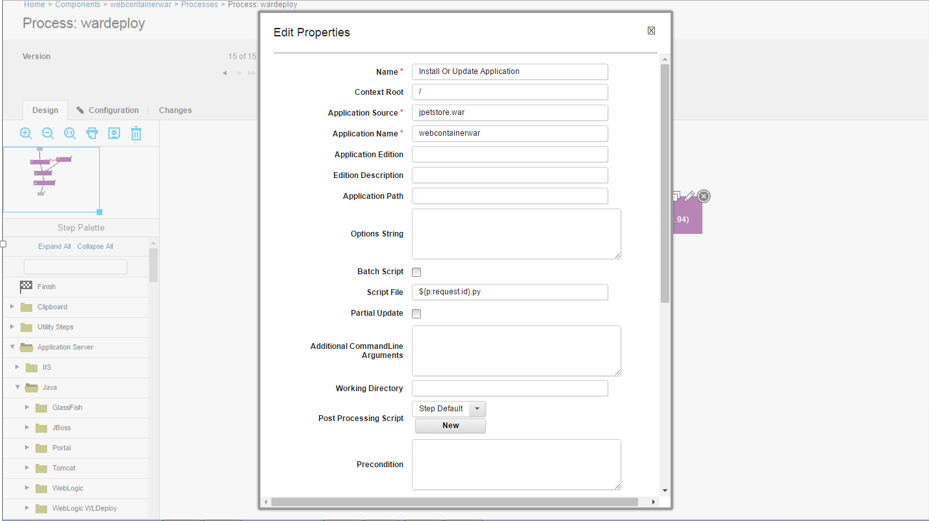 Home > Components > webcontainerwar > Processes > Process: wardeploy
Process: wardeploy
Version
15 of 15
Design
Configuration
Changes
Step Palette
Expand All Collapse All
Finish
Clipboard
Utility Steps
Application Server
IIS
Java
GlassFish
JBoss
Portal
Tomcat
WebLogic
WebLogic WLDeploy
Edit Properties
Name * Install Or Update Application
Context Root /
Application Source * jpetstore.war
Application Name * webcontainerwar
Application Edition
Edition Description
Application Path
Options String
Batch Script
Script File ${p:request.id}.py
Partial Update
Additional CommandLine
Arguments
Working Directory
Post Processing Script Step Default
New
Precondition
94)